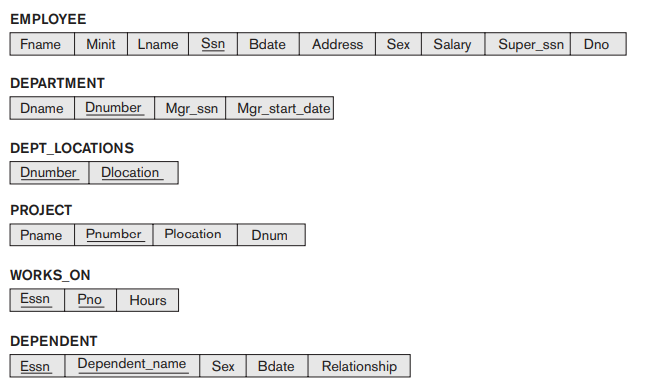 EMPLOYEE
Fname Minit Lname Ssn Bdate Address Sex Salary Super_ssn Dno
DEPARTMENT
Dname Dnumber Mgr_ssn Mgr_start_date
DEPT_LOCATIONS
Dnumber Dlocation
PROJECT
Pname Pnumber Plocation Dnum
WORKS_ON
Essn Pno Hours
DEPENDENT
Essn Dependent_name Sex Bdate Relationship